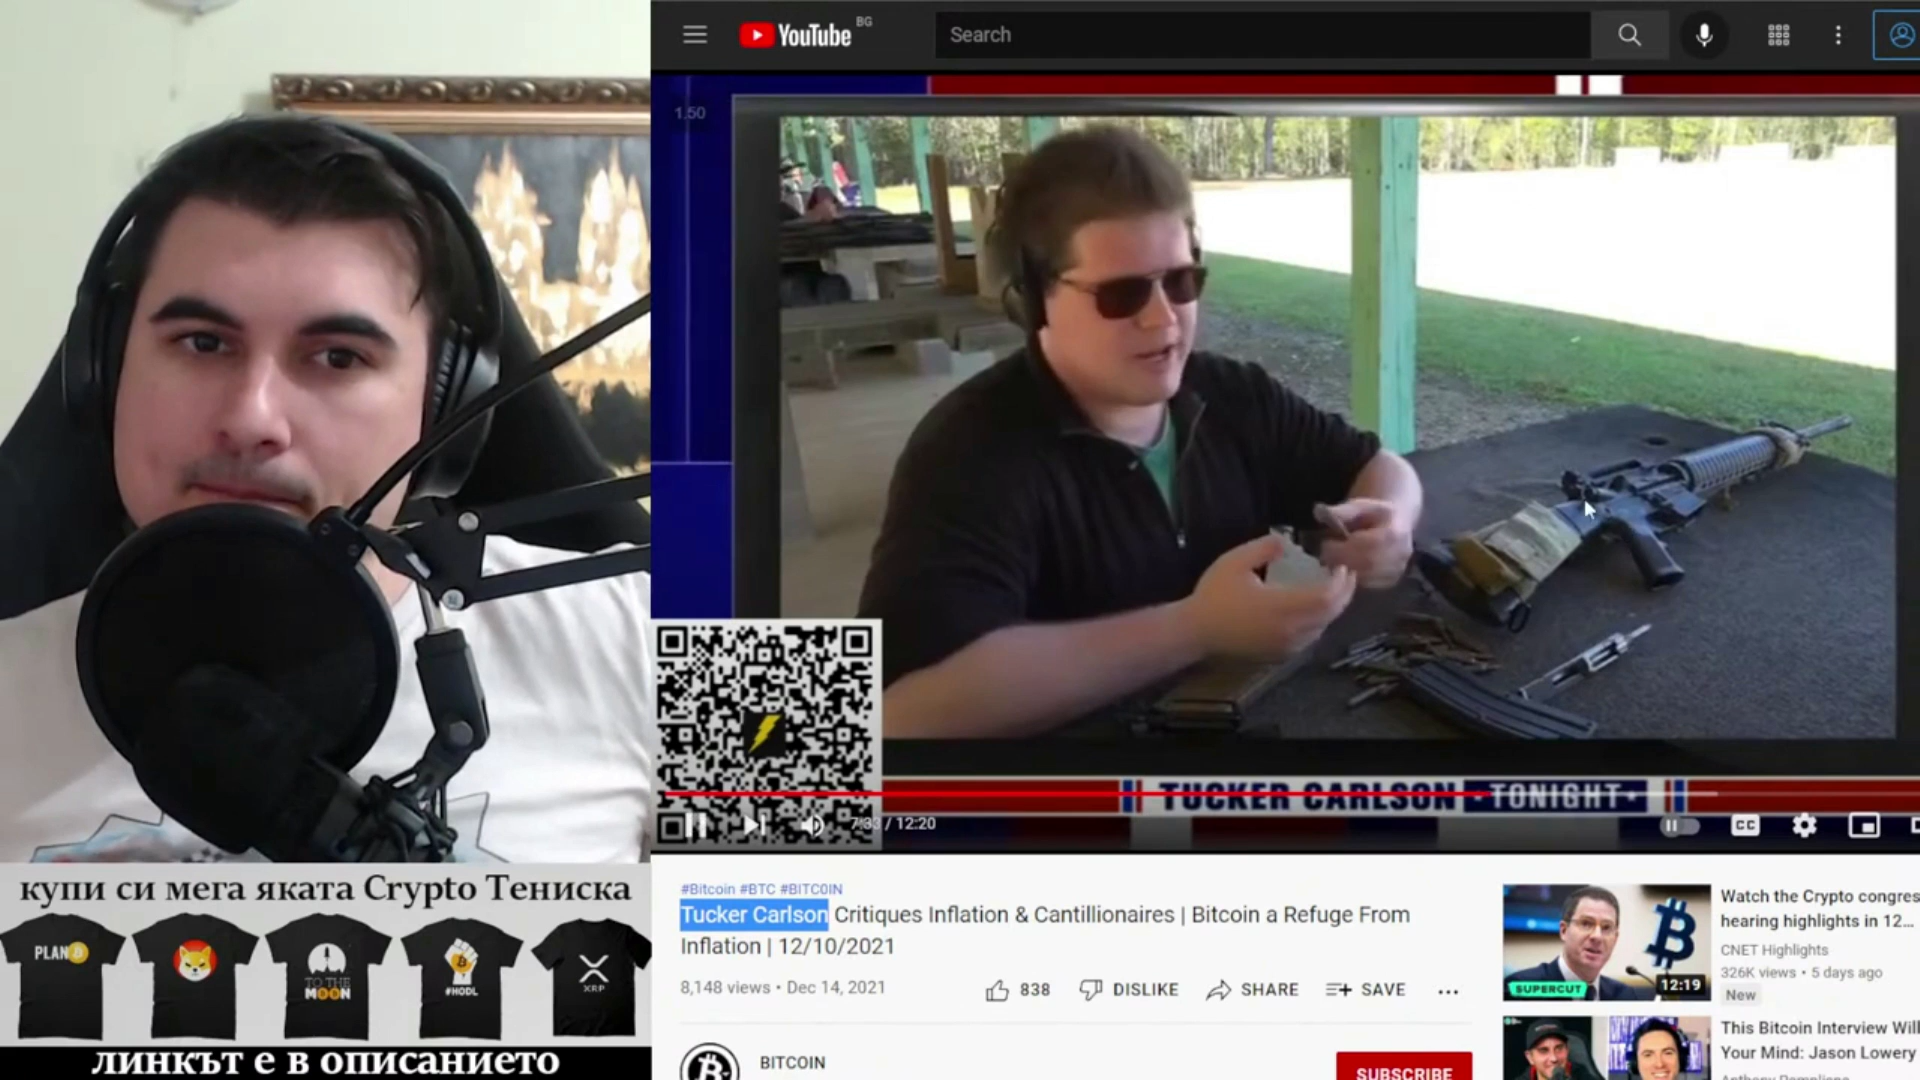 YouTube BG
Search
1.50
TUCKER CARLSON TONIGHT
7:33 / 12:20
CC
#Bitcoin #BTC #BITCOIN
Tucker Carlson Critiques Inflation & Cantillionaires | Bitcoin a Refuge From
Inflation | 12/10/2021
8,148 views • Dec 14, 2021
838
DISLIKE
SHARE
SAVE
BITCOIN
SUBSCRIBE
SUPERCUT
12:19
Watch the Crypto congres
hearing highlights in 12...
CNET Highlights
326K views • 5 days ago
New
This Bitcoin Interview Will
Your Mind: Jason Lowery
купи си мега яката Crypto Тениска
PLAN B
TO THE
MOON
#HODL
XRP
линкът е в описанието